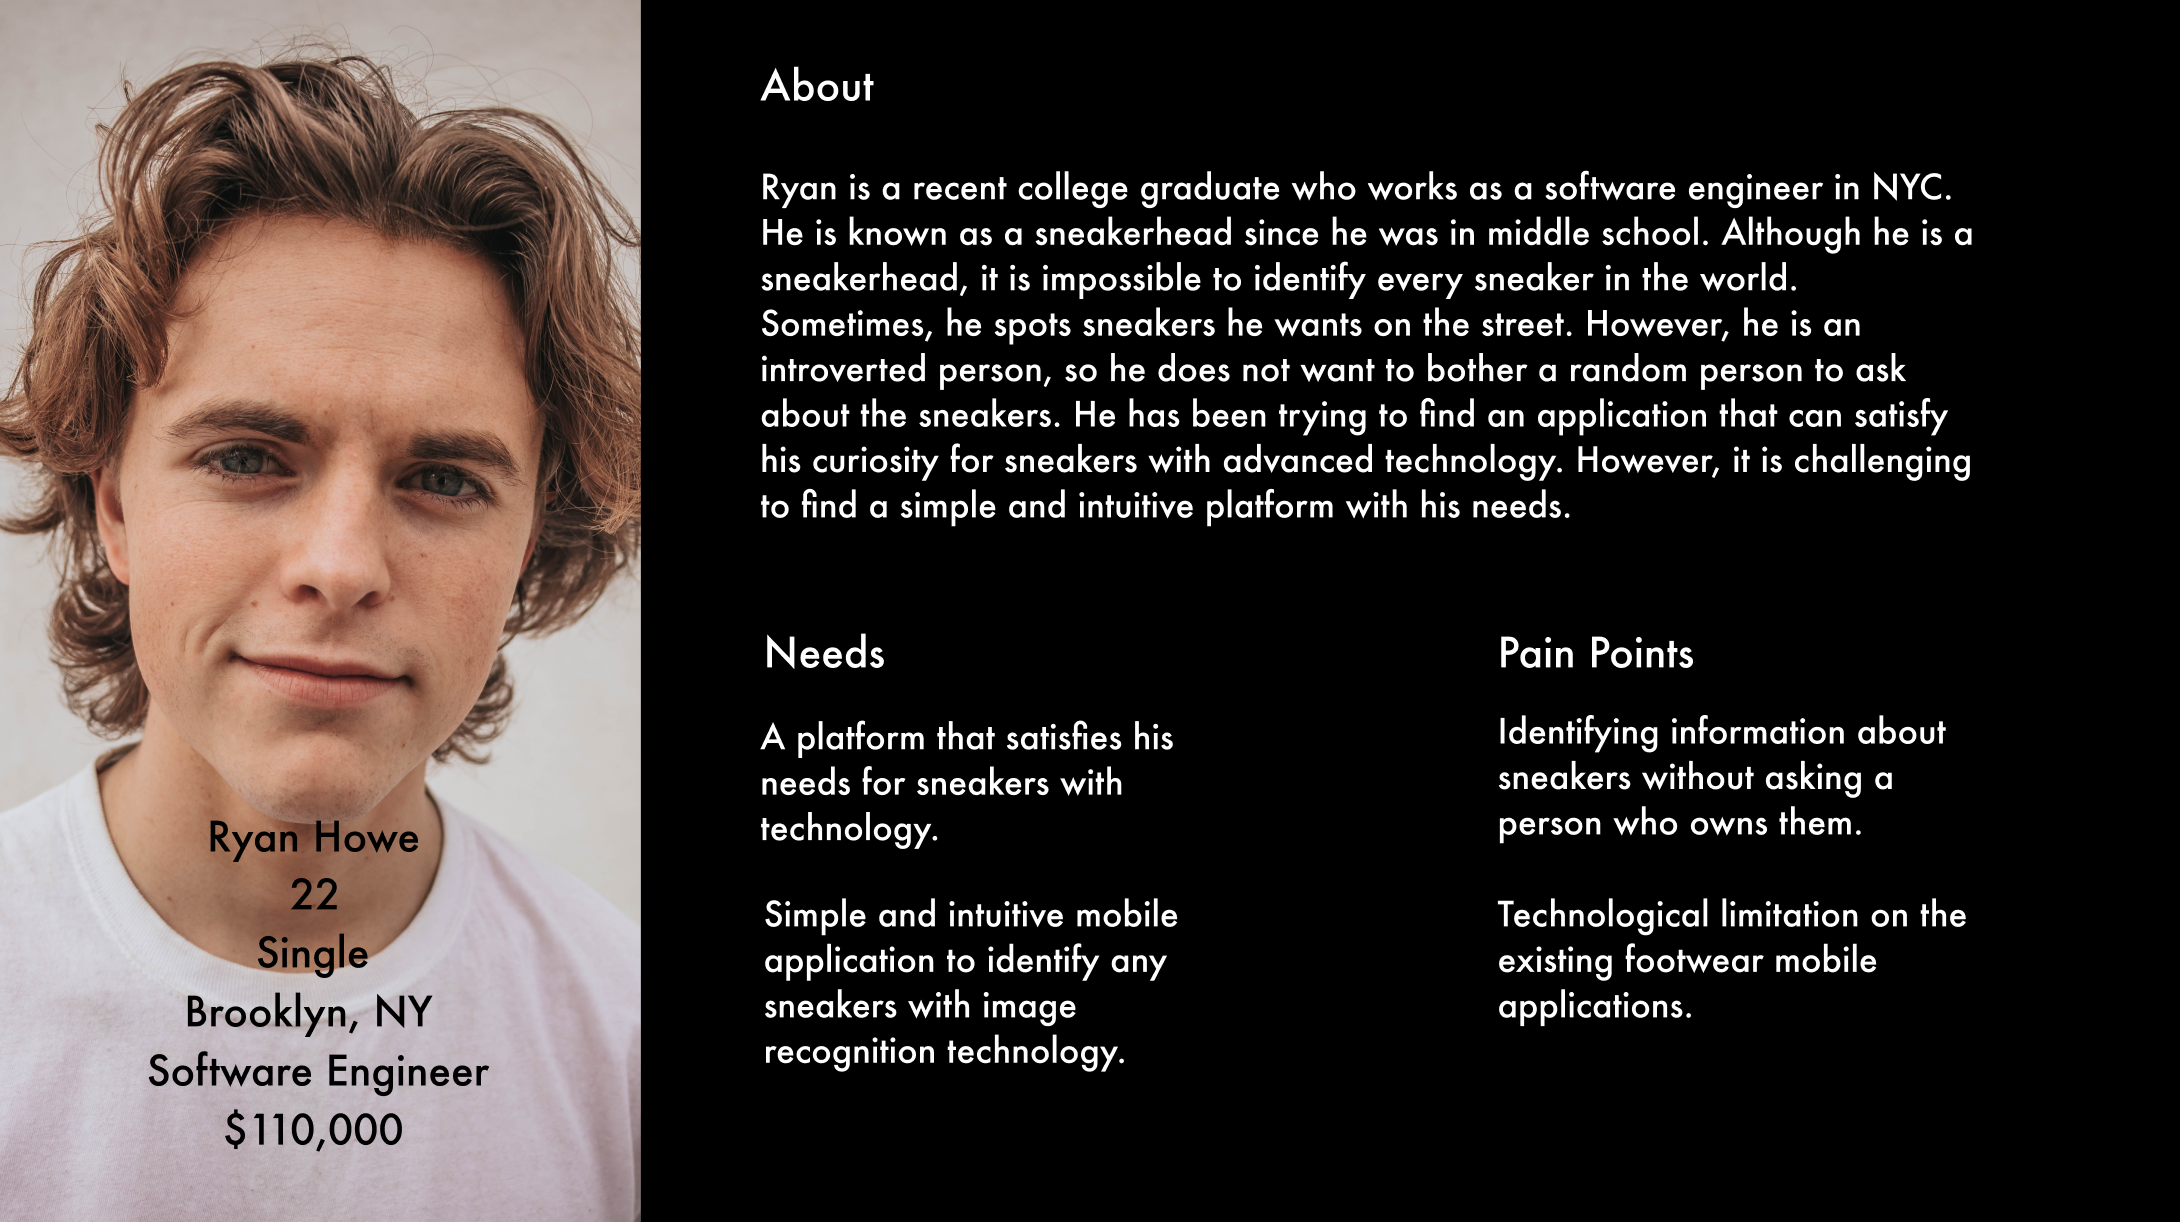 Ryan Howe
22
Single
Brooklyn, NY
Software Engineer
$110,000
About
Ryan is a recent college graduate who works as a software engineer in NYC.
He is known as a sneakerhead since he was in middle school. Although he is a
sneakerhead, it is impossible to identify every sneaker in the world.
Sometimes, he spots sneakers he wants on the street. However, he is an
introverted person, so he does not want to bother a random person to ask
about the sneakers. He has been trying to find an application that can satisfy
his curiosity for sneakers with advanced technology. However, it is challenging
to find a simple and intuitive platform with his needs.
Needs
A platform that satisfies his
needs for sneakers with
technology.
Simple and intuitive mobile
application to identify any
sneakers with image
recognition technology.
Pain Points
Identifying information about
sneakers without asking a
person who owns them.
Technological limitation on the
existing footwear mobile
applications.